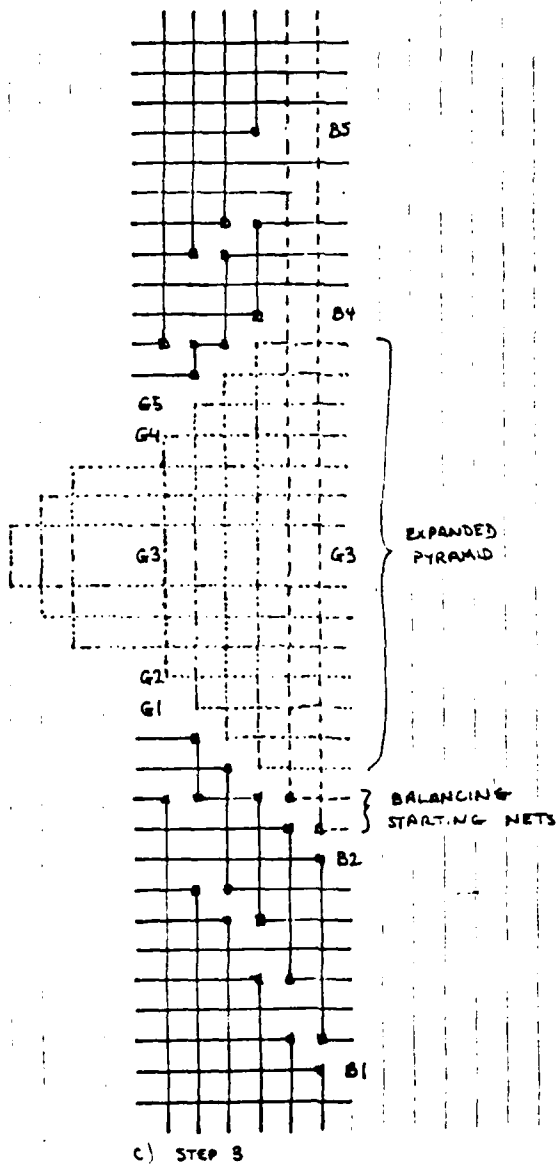 B5
B4
G5
G4
G3 G3
EXPANDED
PYRAMID
G2
G1
BALANCING
STARTING NETS
B2
B1
C) STEP 3